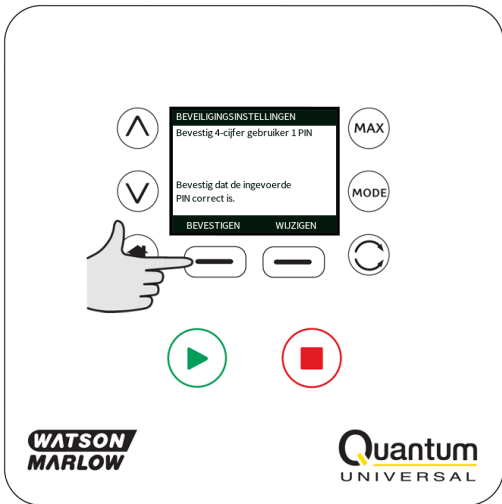 BEVEILIGINGSINSTELLINGEN
Bevestig 4-cijfer gebruiker 1 PIN
MAX
Bevestig dat de ingevoerde
PIN correct is.
MODE
BEVESTIGEN WIJZIGEN
WATSON
MARLOW
Quantum
UNIVERSAL